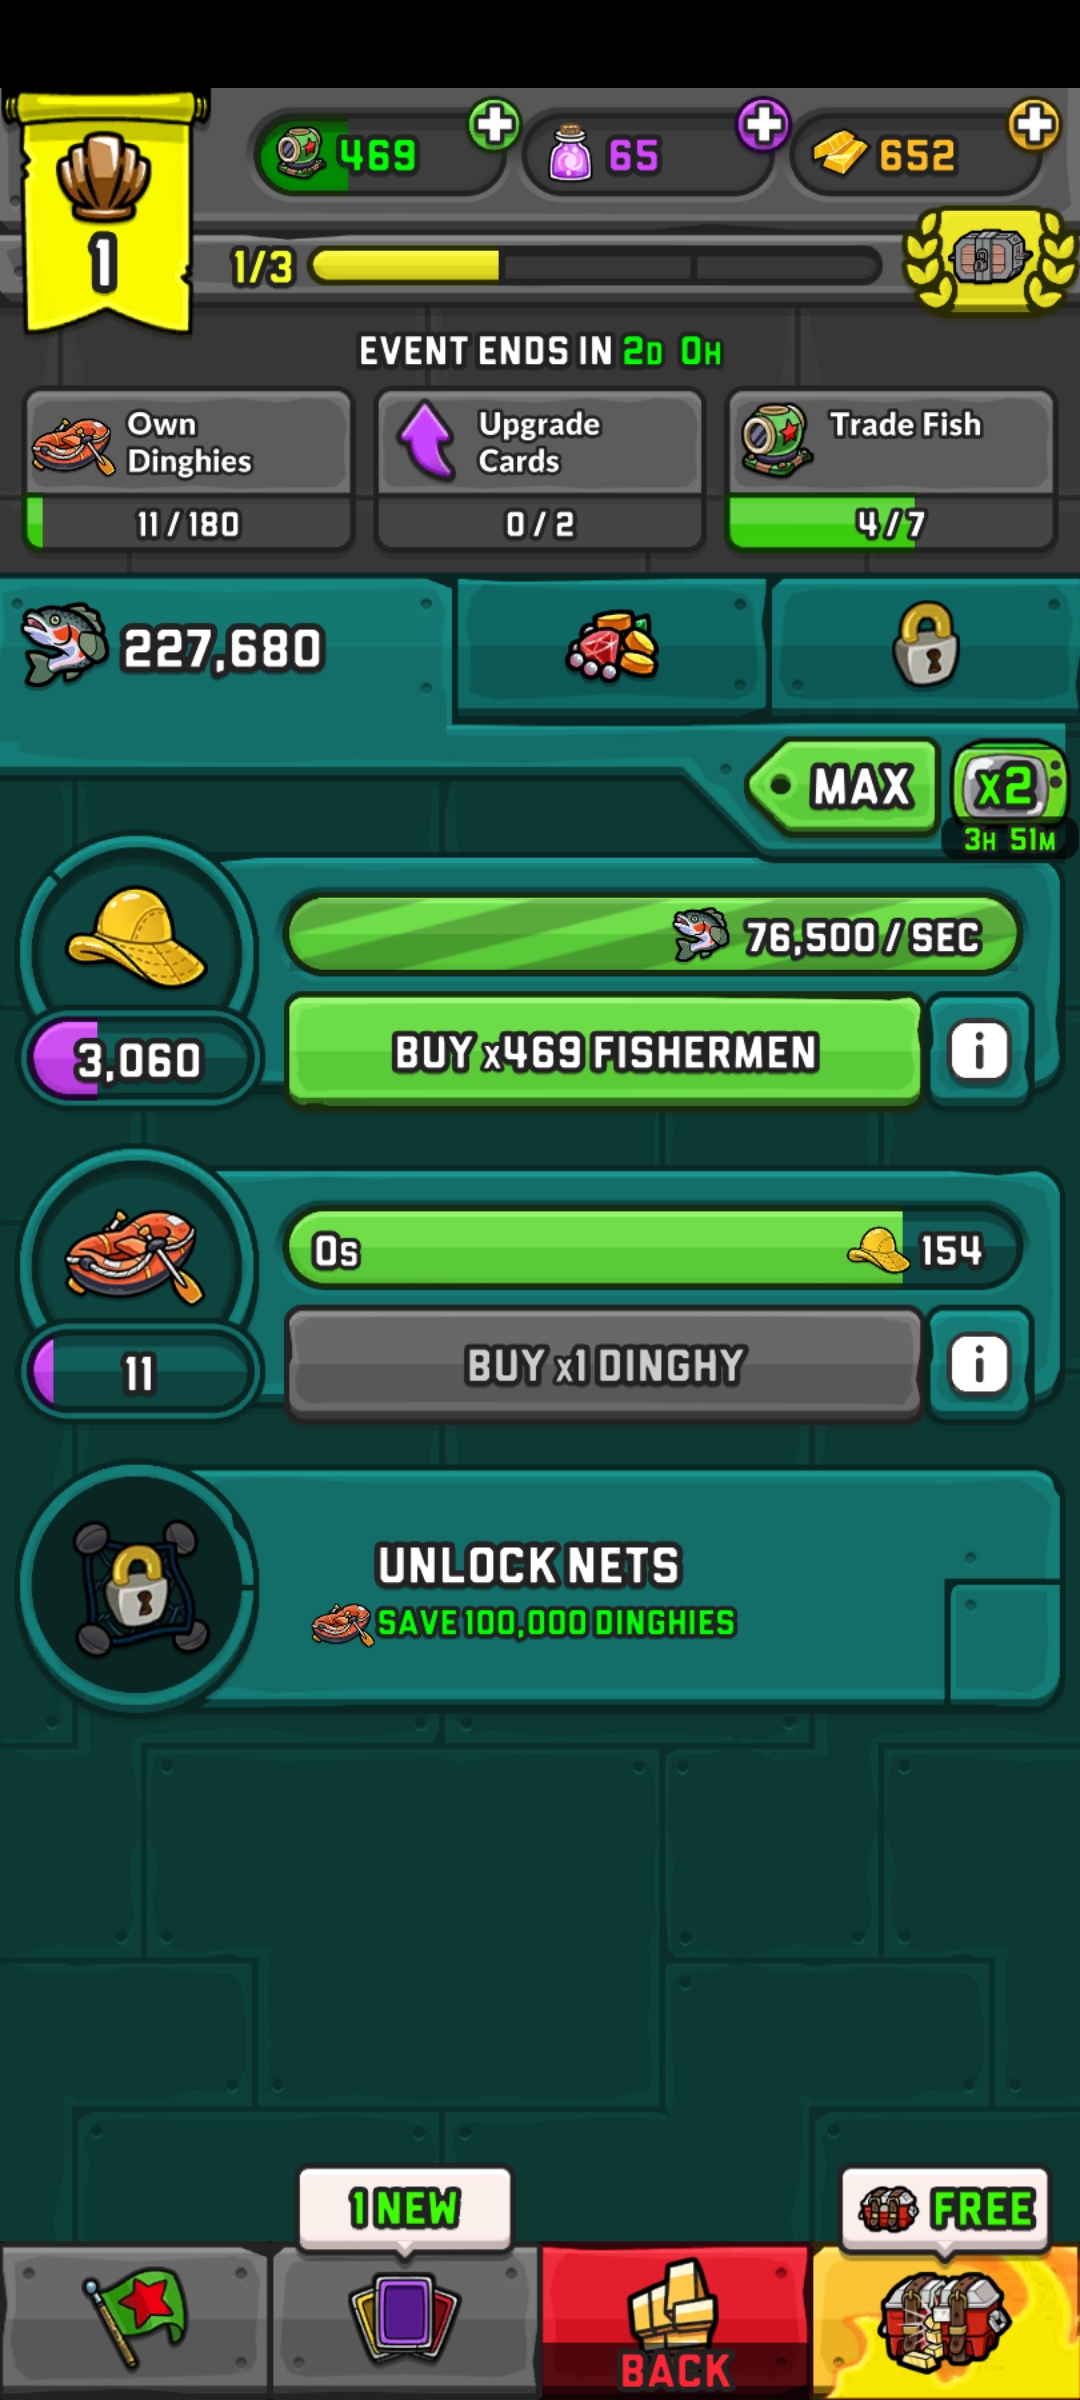 469
65
652
1
1/3
EVENT ENDS IN 2D 0H
Own Dinghies
11 / 180
Upgrade Cards
0 / 2
Trade Fish
4 / 7
227,680
MAX
x2
3H 51M
76,500 / SEC
3,060
BUY x469 FISHERMEN
i
0s
154
11
BUY x1 DINGHY
i
UNLOCK NETS
SAVE 100,000 DINGHIES
1 NEW
FREE
BACK